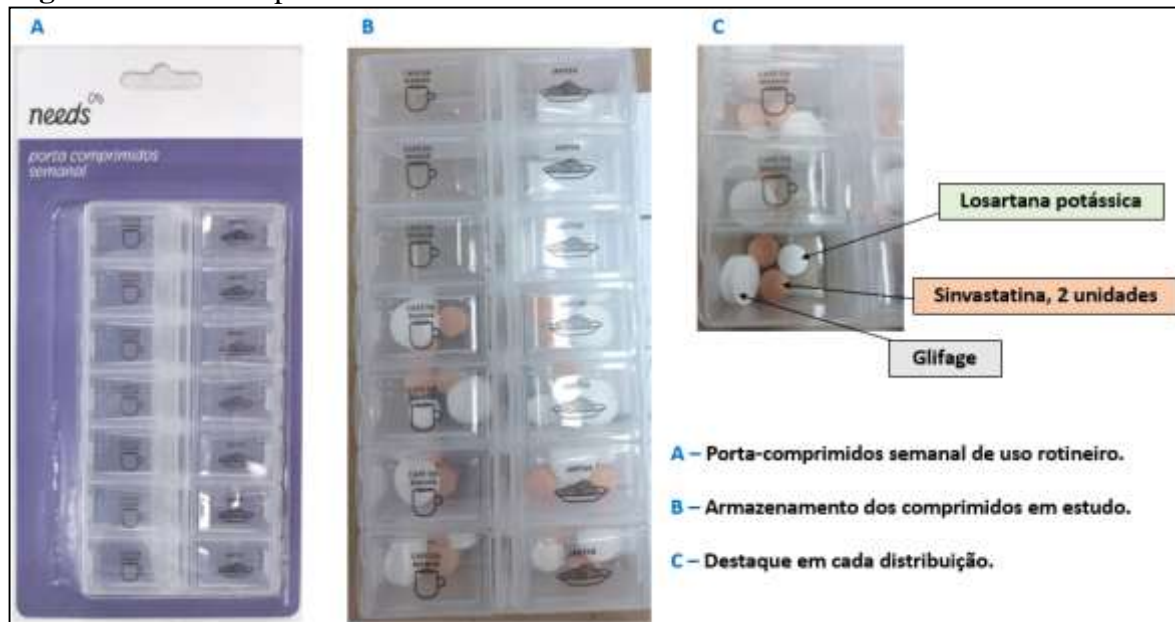 A
B
C
needs
porta comprimidos
semanal
Losartana potássica
Sinvastatina, 2 unidades
Glifage
A – Porta-comprimidos semanal de uso rotineiro.
B – Armazenamento dos comprimidos em estudo.
C – Destaque em cada distribuição.